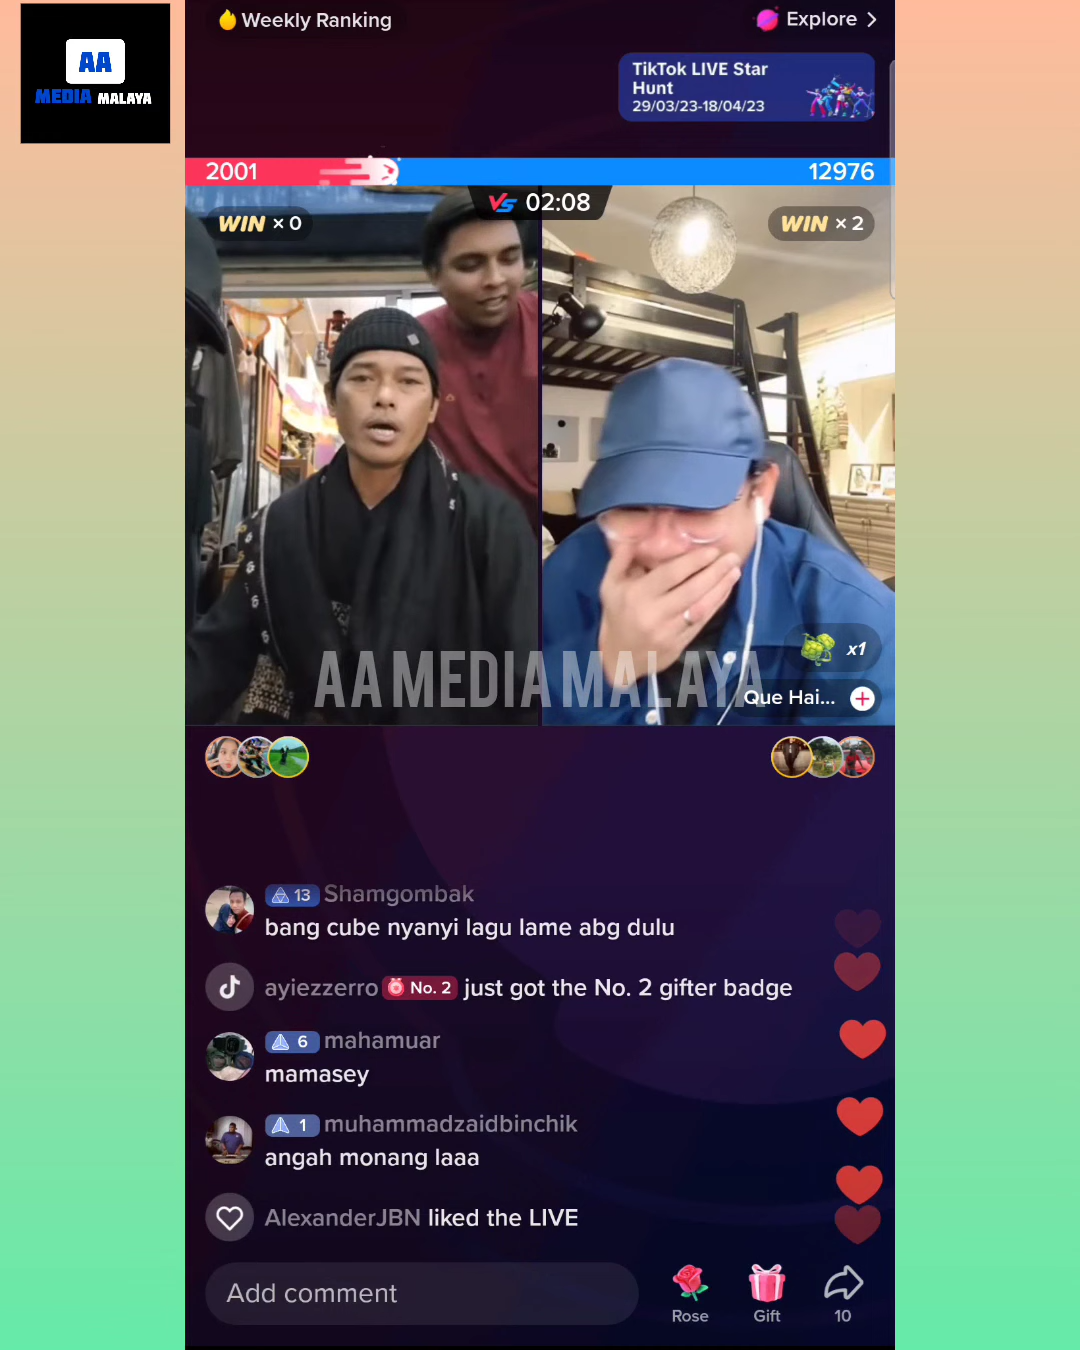 AA
MEDIA MALAYA
Weekly Ranking
Explore
TikTok LIVE Star
Hunt
29/03/23-18/04/23
2001
12976
VS 02:08
WIN × 0
WIN × 2
x1
AA MEDIA MALAYA
Que Hai...
13 Shamgombak
bang cube nyanyi lagu lame abg dulu
ayiezzerro No. 2 just got the No. 2 gifter badge
6 mahamuar
mamasey
1 muhammadzaidbinchik
angah monang laaa
AlexanderJBN liked the LIVE
Add comment
Rose
Gift
10